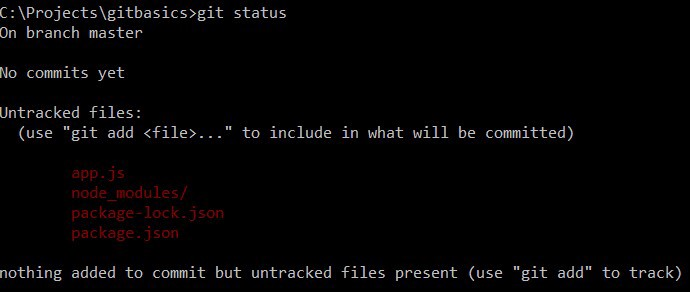 C:\Projects\gitbasics>git status
On branch master
No commits yet
Untracked files:
(use "git add <file>..." to include in what will be committed)
app.js
node_modules/
package-lock.json
package.json
nothing added to commit but untracked files present (use "git add" to track)